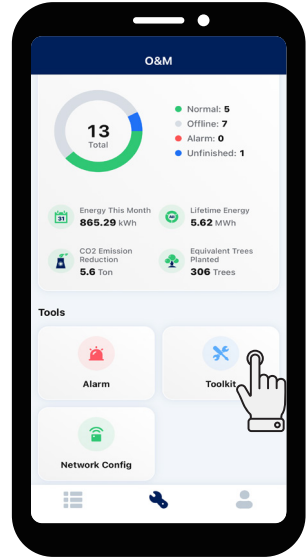 O&M
13
Total
Normal: 5
Offline: 7
Alarm: 0
Unfinished: 1
31
Energy This Month
865.29 kWh
Lifetime Energy
5.62 MWh
CO2 Emission
Reduction
5.6 Ton
Equivalent Trees
Planted
306 Trees
Tools
Alarm
Toolkit
Network Config